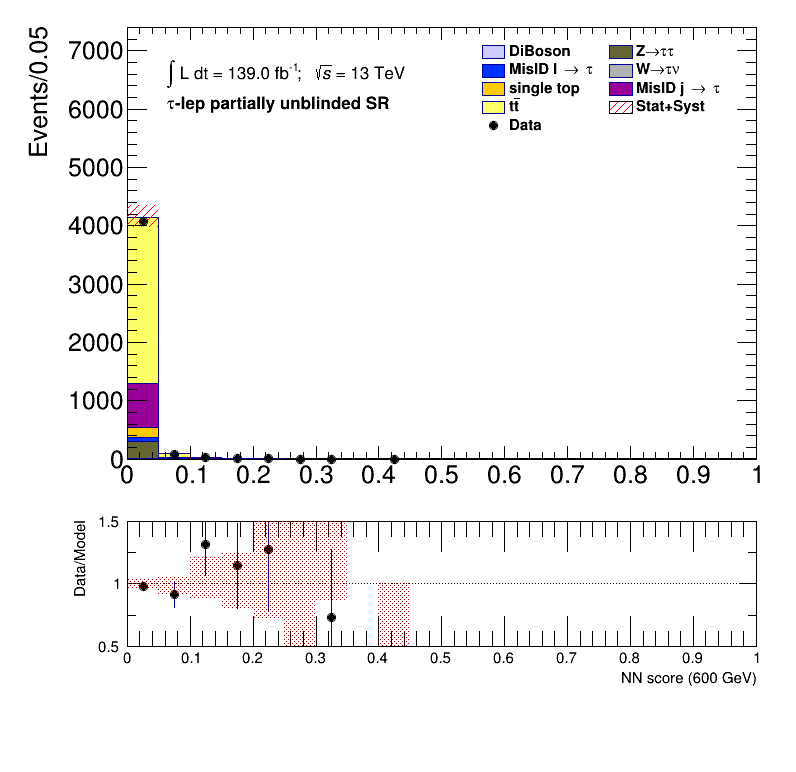 Events/0.05
7000
6000
5000
4000
3000
2000
1000
0
∫ L dt = 139.0 fb⁻¹; √s = 13 TeV
τ-lep partially unblinded SR
DiBoson
MisID l → τ
single top
tt̄
Data
Z→ττ
W→τν
MisID j → τ
Stat+Syst
0 0.1 0.2 0.3 0.4 0.5 0.6 0.7 0.8 0.9 1
Data/Model
1.5
1
0.5
0 0.1 0.2 0.3 0.4 0.5 0.6 0.7 0.8 0.9 1
NN score (600 GeV)